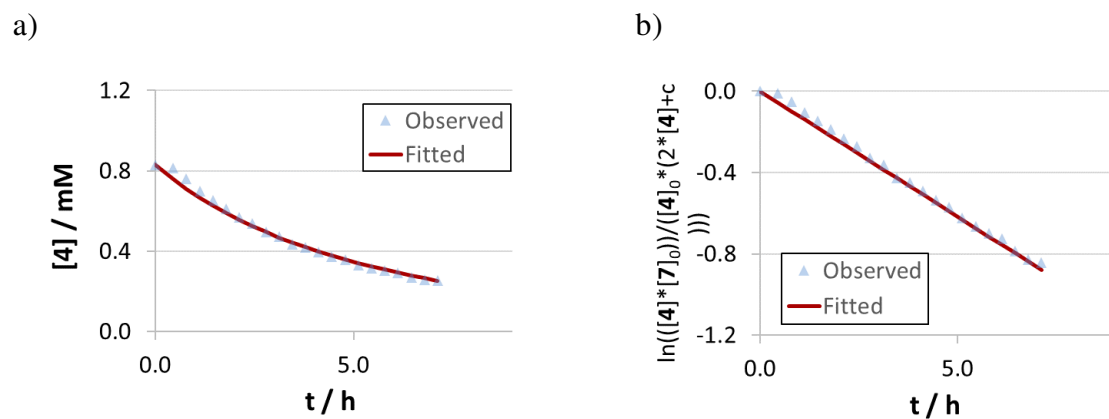 a)
1.2
0.8
0.4
0.0
[4] / mM
Observed
Fitted
0.0
5.0
t / h
b)
0.0
-0.4
-0.8
-1.2
ln(([4]*[7]₀))/([4]₀*(2*[4]+c
)))
Observed
Fitted
0.0
5.0
t / h